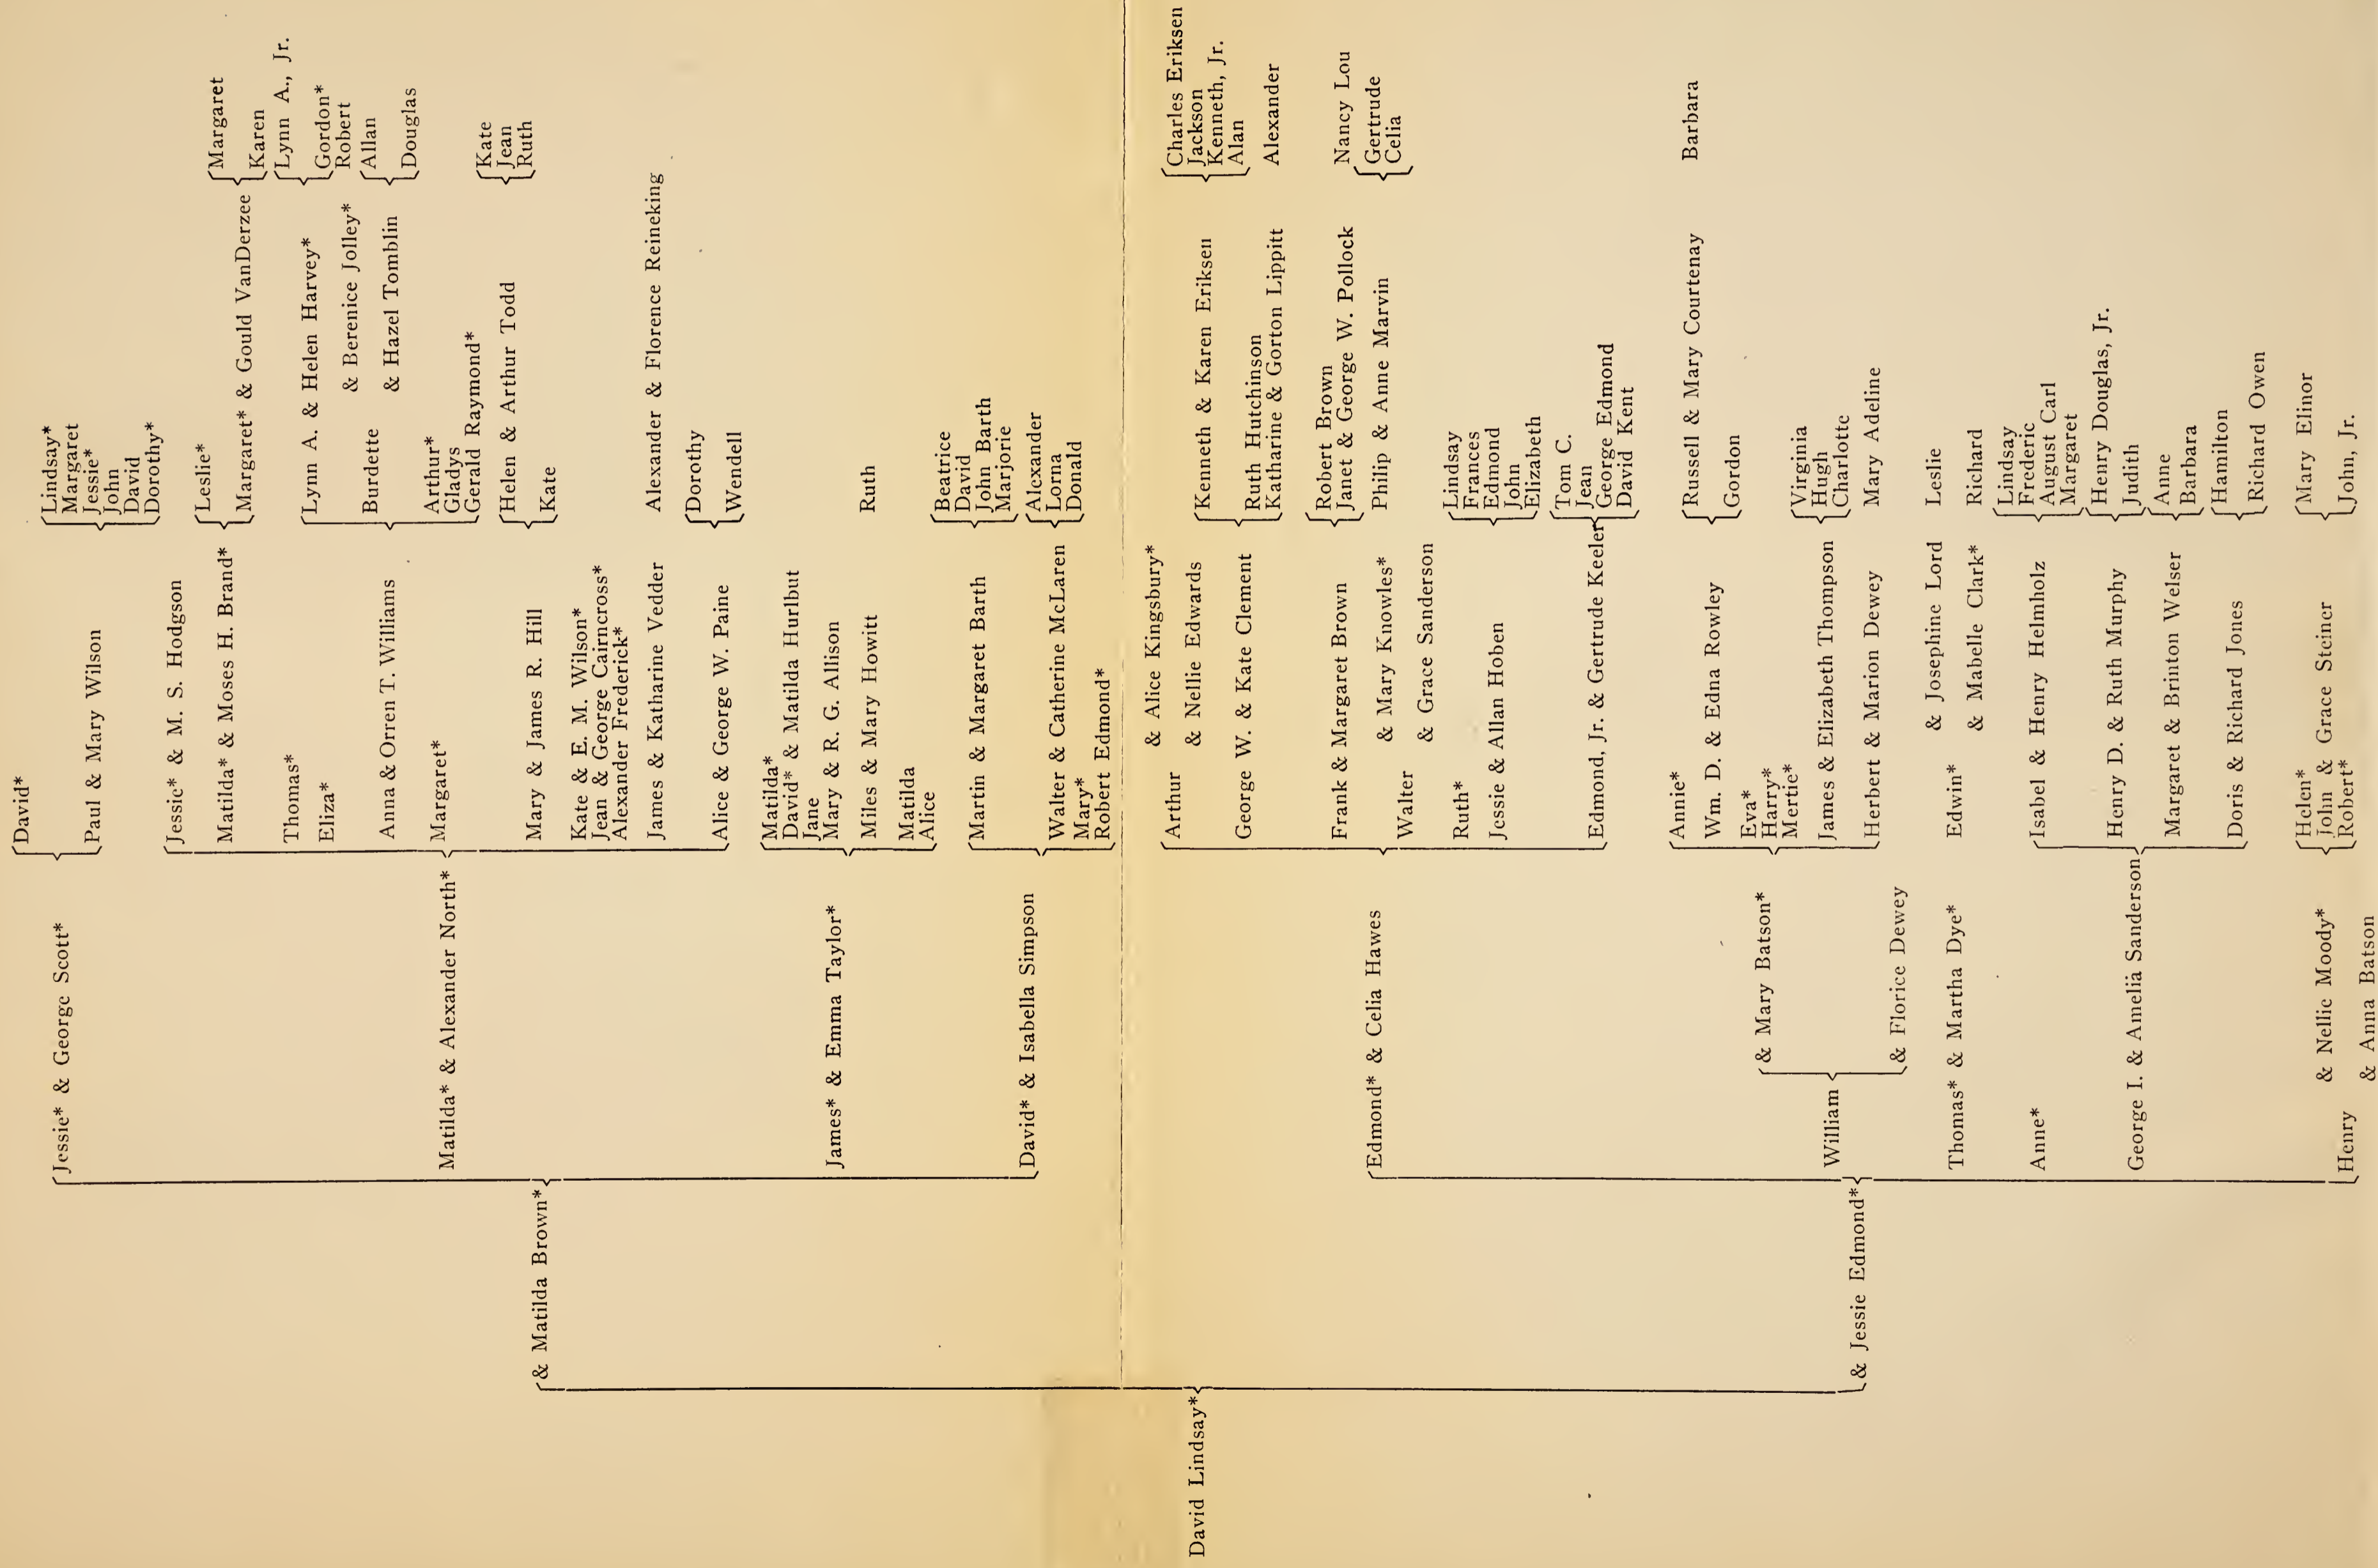 David Lindsay*
& Matilda Brown*
Jessie* & George Scott*
David*
Paul & Mary Wilson
Lindsay*
Margaret
Jessie*
John
David
Dorothy*
Matilda* & Alexander North*
Jessie* & M. S. Hodgson
Matilda* & Moses H. Brand*
Leslie*
Margaret* & Gould VanDerzee
Margaret
Karen
Thomas*
Eliza*
Anna & Orren T. Williams
Lynn A. & Helen Harvey*
Lynn A., Jr.
Gordon*
Robert
& Berenice Jolley*
Burdette
& Hazel Tomblin
Allan
Douglas
Arthur*
Gladys
Gerald Raymond*
Margaret*
Mary & James R. Hill
Helen & Arthur Todd
Kate
Jean
Ruth
Kate
Kate & E. M. Wilson*
Jean & George Cairncross*
Alexander Frederick*
James & Katharine Vedder
Alexander & Florence Reineking
Alice & George W. Paine
Dorothy
Wendell
James* & Emma Taylor*
Matilda*
David* & Matilda Hurlbut
Jane
Mary & R. G. Allison
Miles & Mary Howitt
Ruth
Matilda
Alice
David* & Isabella Simpson
Martin & Margaret Barth
Beatrice
David
John Barth
Marjorie
Walter & Catherine McLaren
Alexander
Lorna
Donald
Mary*
Robert Edmond*
& Jessie Edmond*
Edmond* & Celia Hawes
Arthur
& Alice Kingsbury*
& Nellie Edwards
Kenneth & Karen Eriksen
Charles Eriksen
Jackson
Kenneth, Jr.
Alan
George W. & Kate Clement
Ruth Hutchinson
Katharine & Gorton Lippitt
Alexander
Frank & Margaret Brown
Robert Brown
Janet & George W. Pollock
Nancy Lou
Walter
& Mary Knowles*
Philip & Anne Marvin
Gertrude
Celia
& Grace Sanderson
Ruth*
Jessie & Allan Hoben
Lindsay
Frances
Edmond
John
Elizabeth
Edmond, Jr. & Gertrude Keeler
Tom C.
Jean
George Edmond
David Kent
William
& Mary Batson*
Annie*
Wm. D. & Edna Rowley
Russell & Mary Courtenay
Barbara
Gordon
Eva*
Harry*
Mertie*
James & Elizabeth Thompson
Virginia
Hugh
Charlotte
Herbert & Marion Dewey
Mary Adeline
& Florice Dewey
Thomas* & Martha Dye*
Edwin*
& Josephine Lord
Leslie
& Mabelle Clark*
Richard
Anne*
George I. & Amelia Sanderson
Isabel & Henry Helmholz
Lindsay
Frederic
August Carl
Margaret
Henry D. & Ruth Murphy
Henry Douglas, Jr.
Judith
Margaret & Brinton Welser
Anne
Barbara
Doris & Richard Jones
Hamilton
Richard Owen
Henry
& Nellie Moody*
Helen*
John & Grace Steiner
Robert*
Mary Elinor
John, Jr.
& Anna Batson